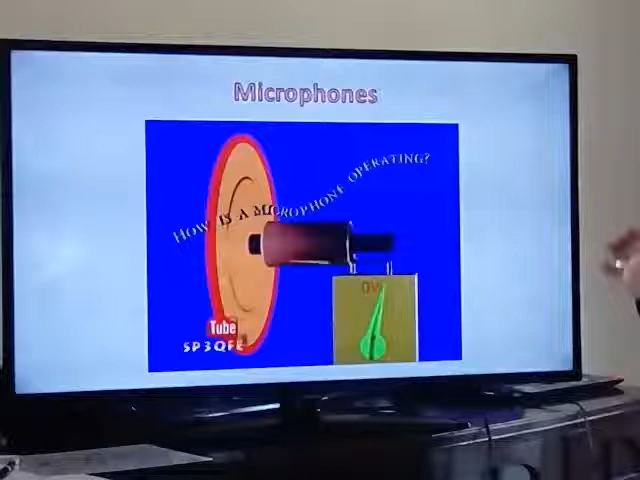 Microphones
HOW IS A MICROPHONE OPERATING?
0V
Tube
SP3QFE